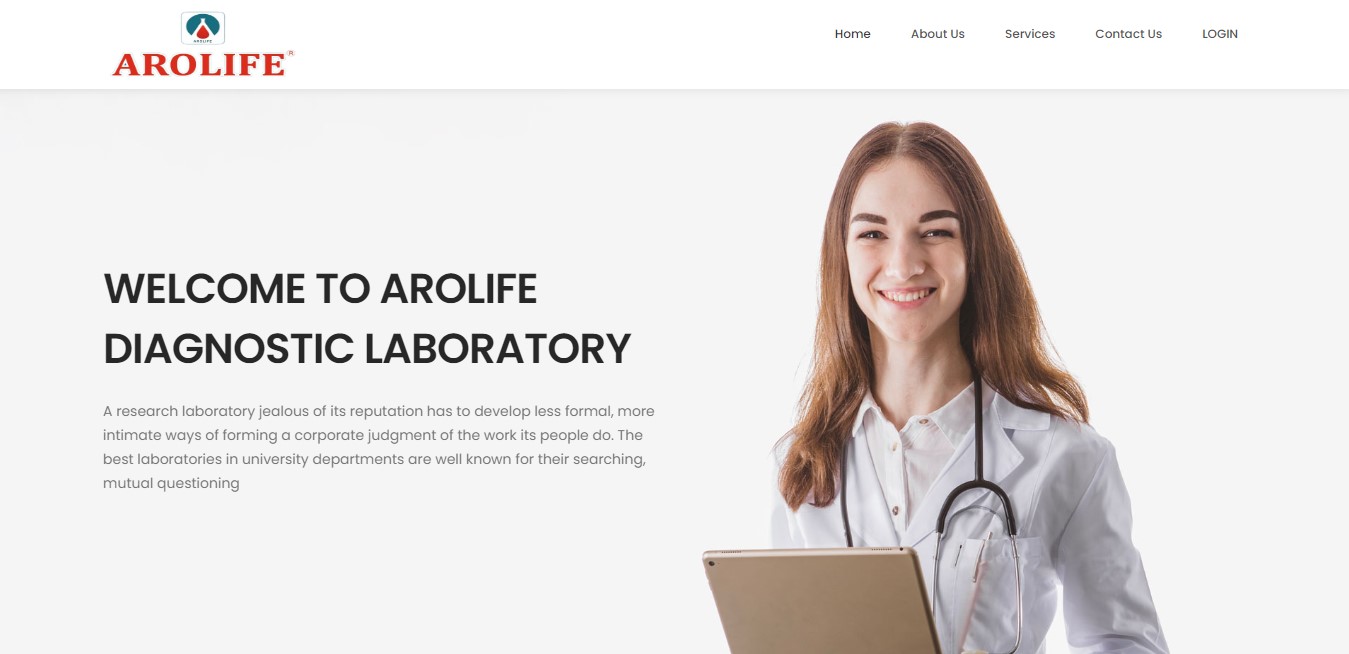 AROLIFE
AROLIFE®
Home
About Us
Services
Contact Us
LOGIN
WELCOME TO AROLIFE
DIAGNOSTIC LABORATORY
A research laboratory jealous of its reputation has to develop less formal, more
intimate ways of forming a corporate judgment of the work its people do. The
best laboratories in university departments are well known for their searching,
mutual questioning